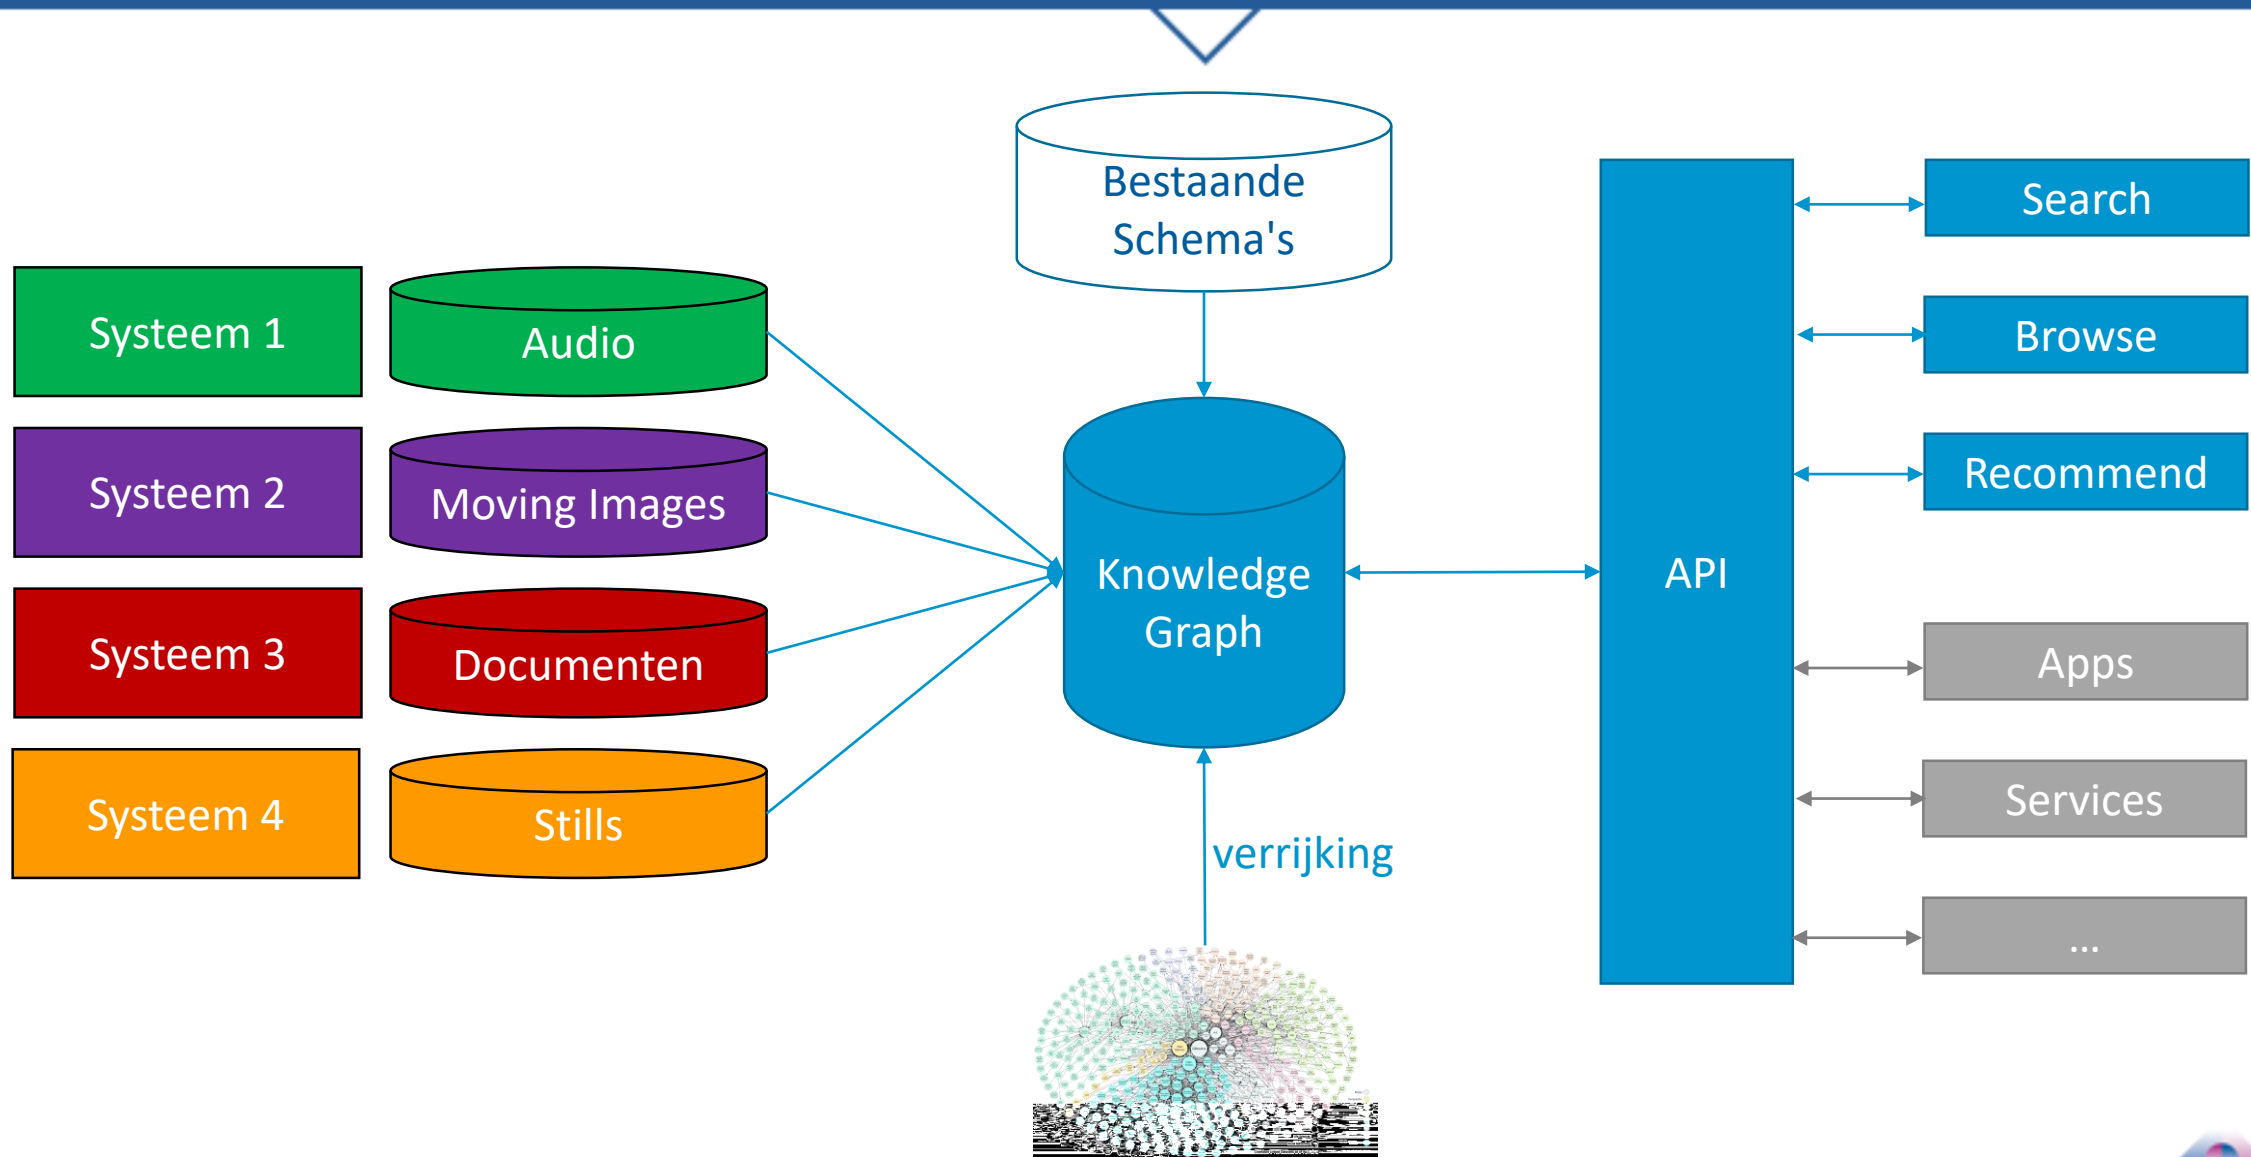 Bestaande
Schema's
Systeem 1
Audio
Systeem 2
Moving Images
Systeem 3
Documenten
Systeem 4
Stills
Knowledge
Graph
verrijking
API
Search
Browse
Recommend
Apps
Services
...